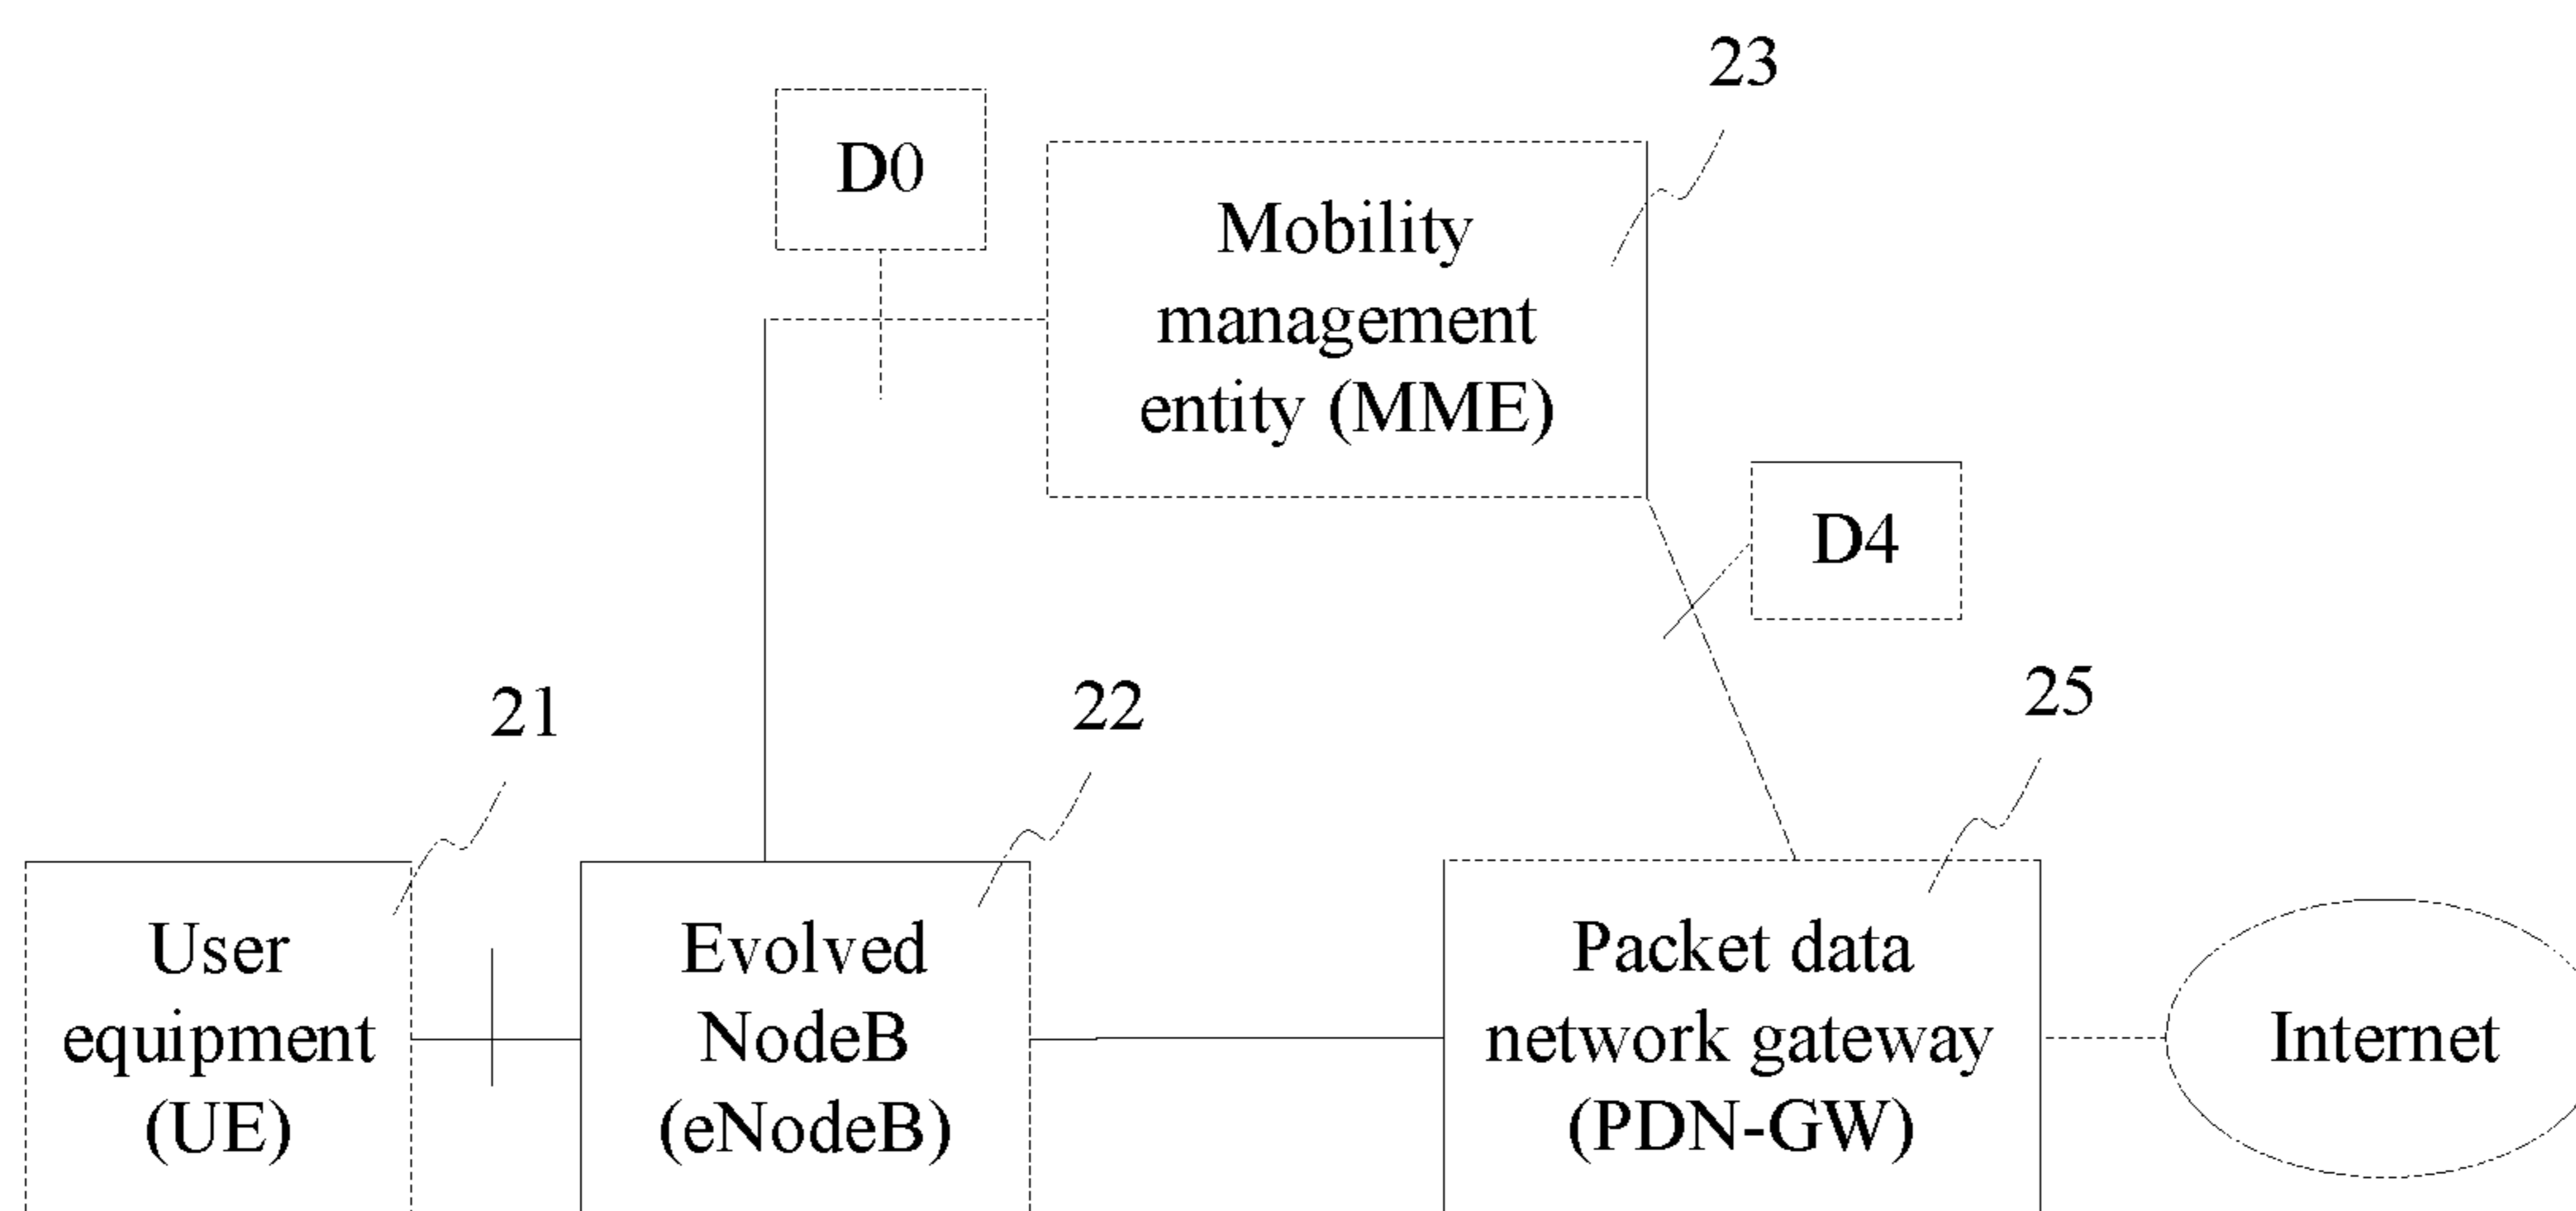 23
D0
Mobility
management
entity (MME)
D4
21
22
25
User
equipment
(UE)
Evolved
NodeB
(eNodeB)
Packet data
network gateway
(PDN-GW)
Internet